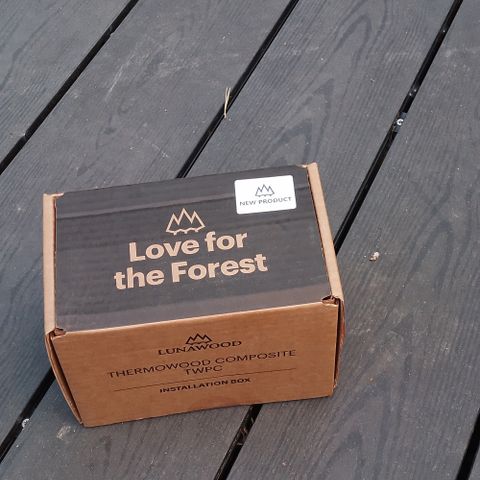 NEW PRODUCT
Love for
the Forest
LUNAWOOD
THERMOWOOD COMPOSITE
TWPC
INSTALLATION BOX